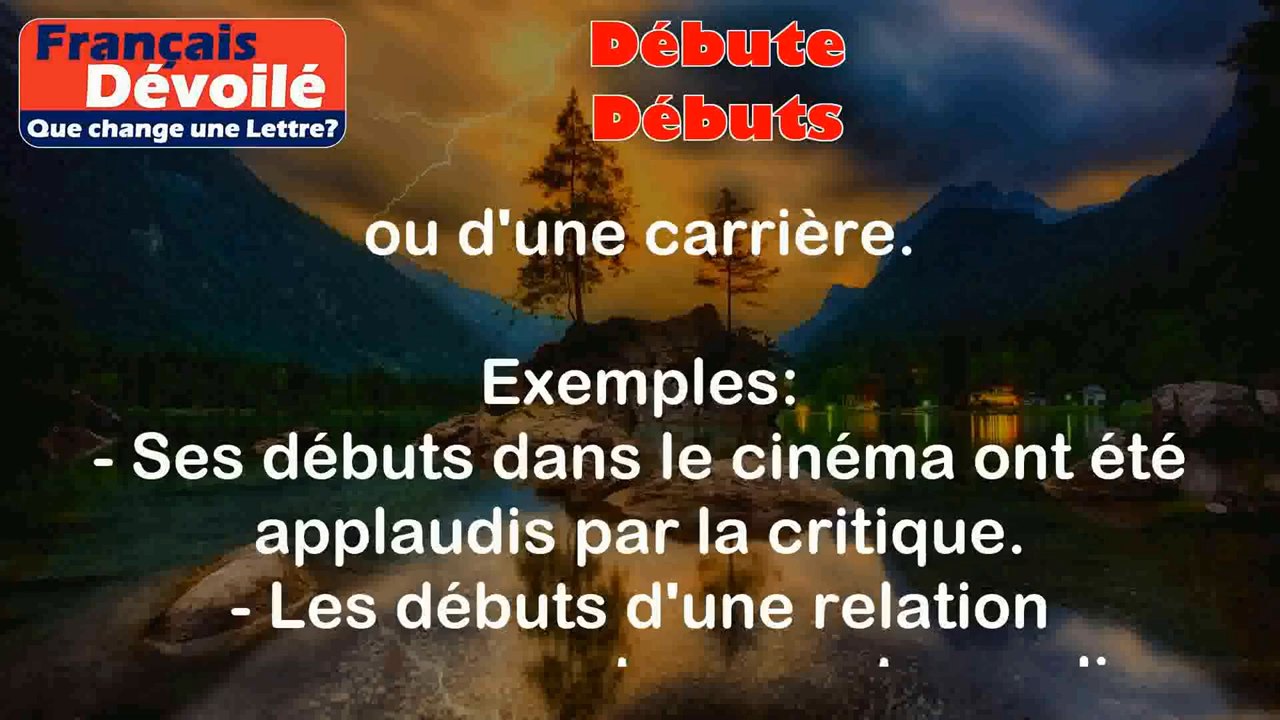 Français
Dévoilé
Que change une Lettre?
Débute
Débuts
ou d'une carrière.
Exemples:
- Ses débuts dans le cinéma ont été
applaudis par la critique.
- Les débuts d'une relation